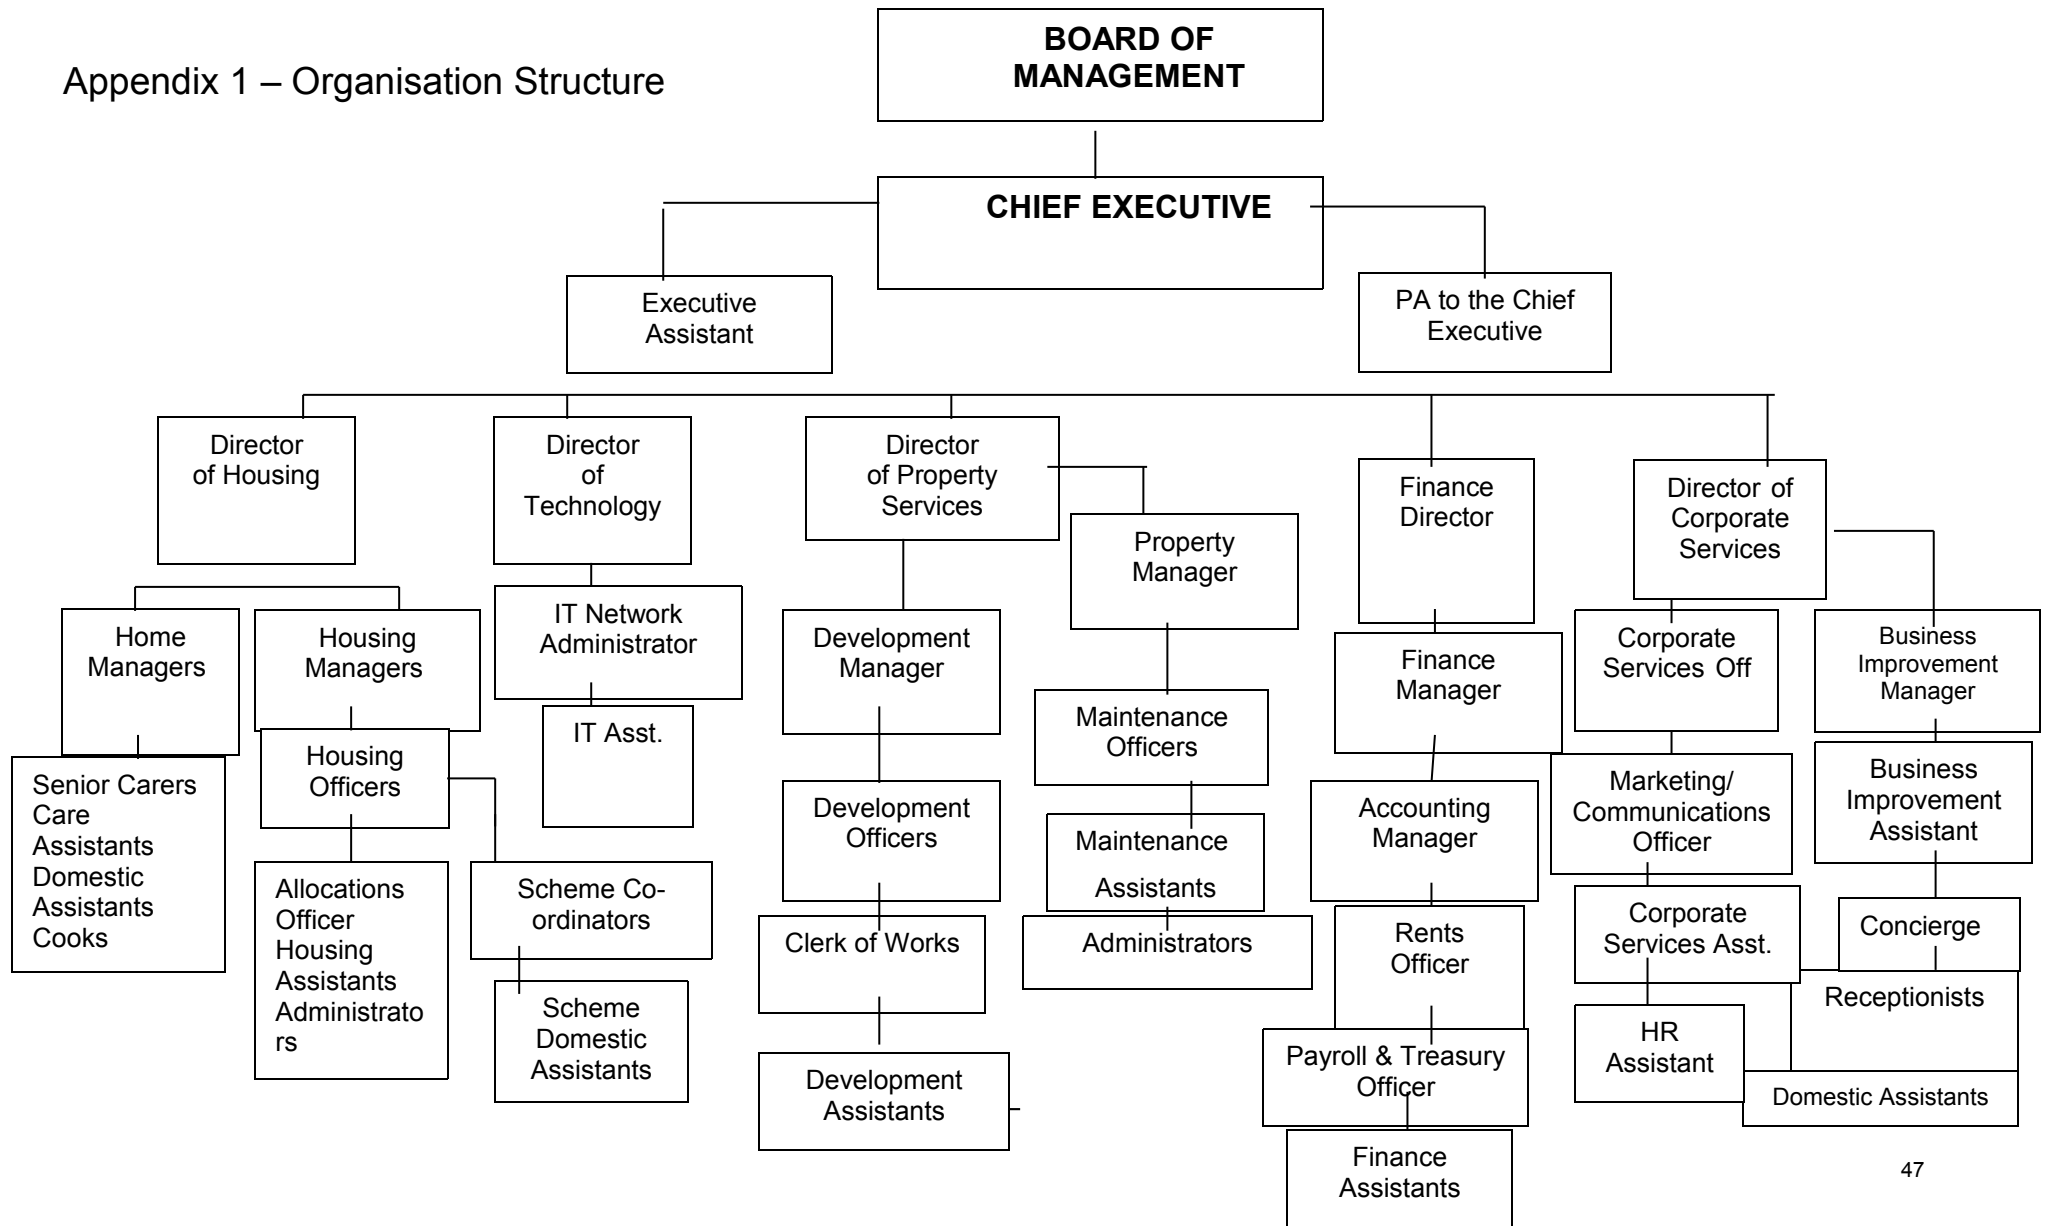 Appendix 1 – Organisation Structure
BOARD OF
MANAGEMENT
CHIEF EXECUTIVE
Executive
Assistant
PA to the Chief
Executive
Director
of Housing
Director
of
Technology
Director
of Property
Services
Property
Manager
Finance
Director
Director of
Corporate
Services
Home
Managers
Housing
Managers
IT Network
Administrator
Development
Manager
Finance
Manager
Corporate
Services Off
Business
Improvement
Manager
Senior Carers
Care
Assistants
Domestic
Assistants
Cooks
Housing
Officers
IT Asst.
Maintenance
Officers
Development
Officers
Accounting
Manager
Marketing/
Communications
Officer
Business
Improvement
Assistant
Allocations
Officer
Housing
Assistants
Administrato
rs
Scheme Co-
ordinators
Scheme
Domestic
Assistants
Clerk of Works
Development
Assistants
Maintenance
Assistants
Administrators
Rents
Officer
Payroll & Treasury
Officer
Finance
Assistants
Corporate
Services Asst.
HR
Assistant
Concierge
Receptionists
Domestic Assistants
47